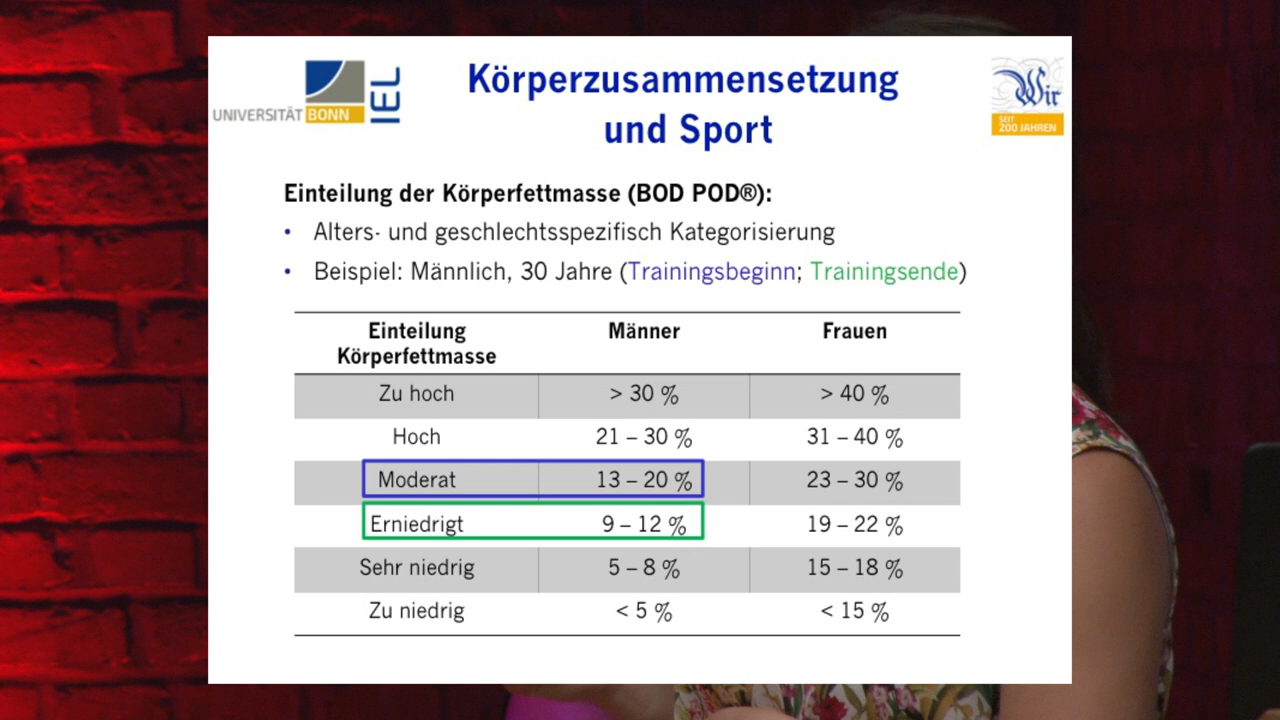 UNIVERSITÄT BONN
IEL
Körperzusammensetzung
und Sport
Wir
SEIT
200 JAHREN
Einteilung der Körperfettmasse (BOD POD®):
• Alters- und geschlechtsspezifisch Kategorisierung
• Beispiel: Männlich, 30 Jahre (Trainingsbeginn; Trainingsende)
Einteilung Körperfettmasse Männer Frauen
Zu hoch > 30 % > 40 %
Hoch 21 – 30 % 31 – 40 %
Moderat 13 – 20 % 23 – 30 %
Erniedrigt 9 – 12 % 19 – 22 %
Sehr niedrig 5 – 8 % 15 – 18 %
Zu niedrig < 5 % < 15 %